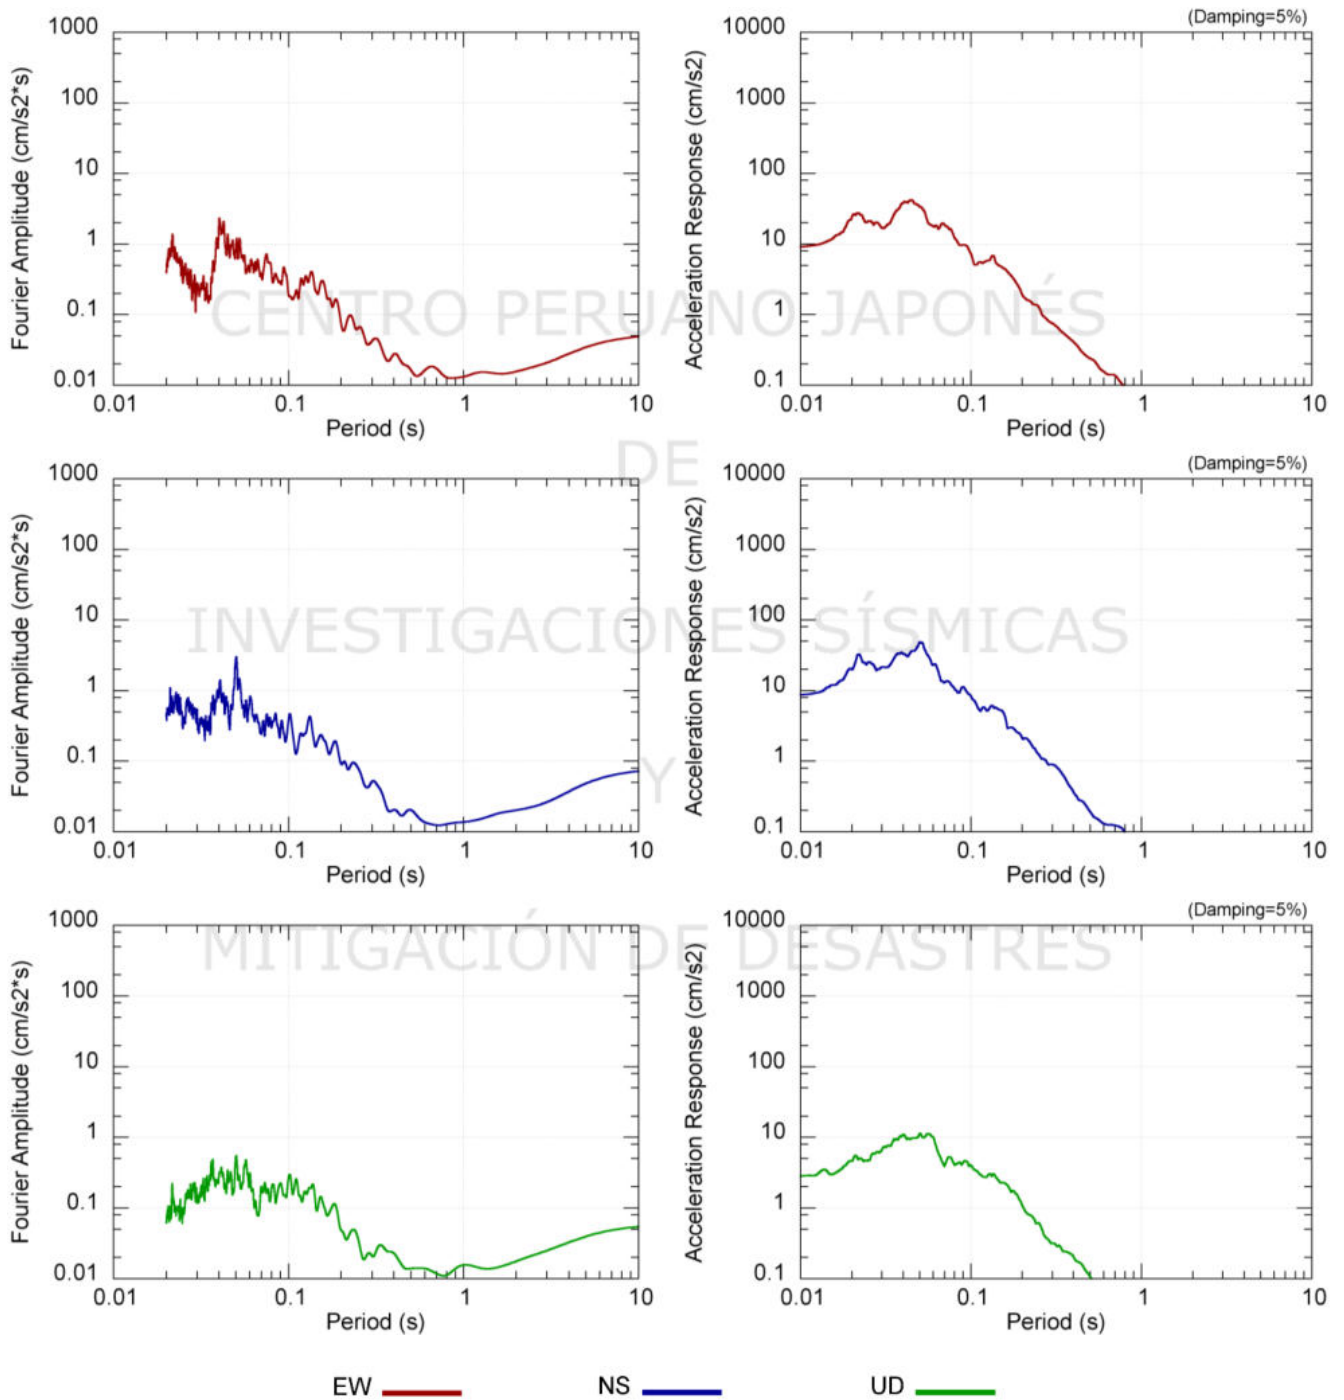 (Damping=5%)
Fourier Amplitude (cm/s2*s)
1000
100
10
1
0.1
0.01
0.01 0.1 1 10
Period (s)
Acceleration Response (cm/s2)
10000
1000
100
10
1
0.1
0.01 0.1 1 10
Period (s)
CENTRO PERUANO JAPONÉS
DE
(Damping=5%)
Fourier Amplitude (cm/s2*s)
1000
100
10
1
0.1
0.01
0.01 0.1 1 10
Period (s)
Acceleration Response (cm/s2)
10000
1000
100
10
1
0.1
0.01 0.1 1 10
Period (s)
INVESTIGACIONES SÍSMICAS
Y
(Damping=5%)
Fourier Amplitude (cm/s2*s)
1000
100
10
1
0.1
0.01
0.01 0.1 1 10
Period (s)
Acceleration Response (cm/s2)
10000
1000
100
10
1
0.1
0.01 0.1 1 10
Period (s)
MITIGACIÓN DE DESASTRES
EW NS UD